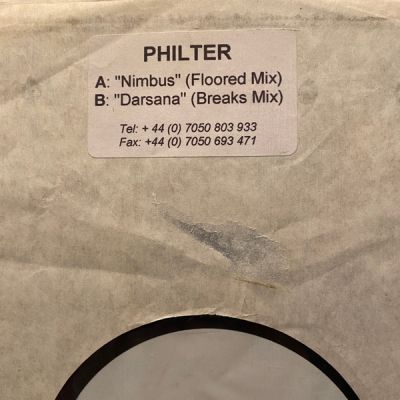 PHILTER
A: "Nimbus" (Floored Mix)
B: "Darsana" (Breaks Mix)
Tel: + 44 (0) 7050 803 933
Fax: +44 (0) 7050 693 471